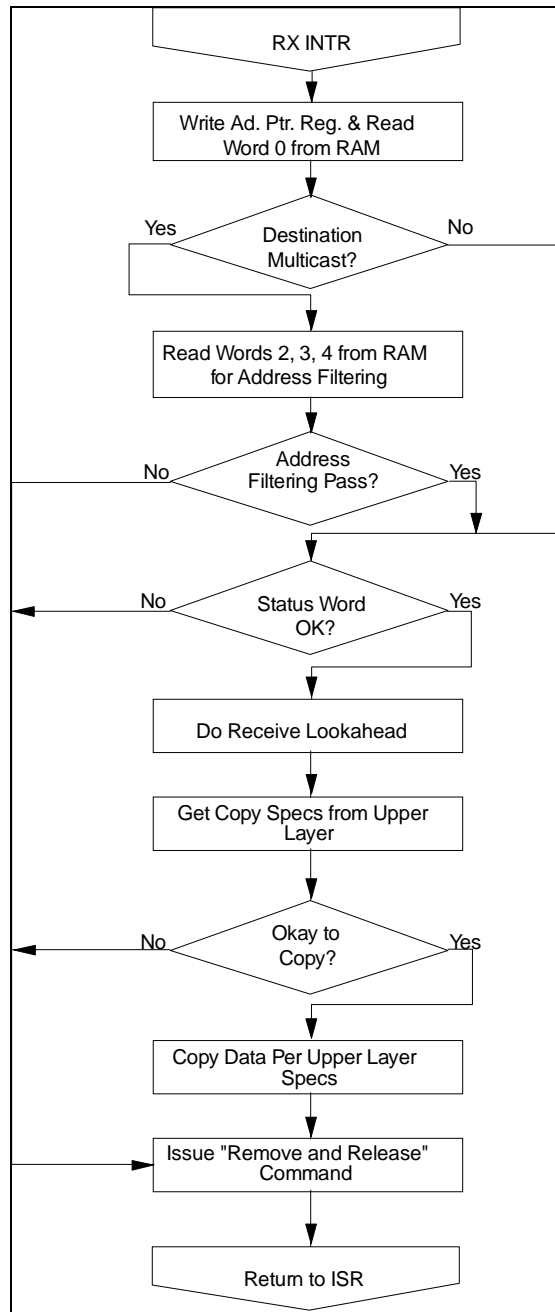 RX INTR
Write Ad. Ptr. Reg. & Read
Word 0 from RAM
Yes
No
Destination
Multicast?
Read Words 2, 3, 4 from RAM
for Address Filtering
No
Address
Filtering Pass?
Yes
No
Status Word
OK?
Yes
Do Receive Lookahead
Get Copy Specs from Upper
Layer
No
Okay to
Copy?
Yes
Copy Data Per Upper Layer
Specs
Issue "Remove and Release"
Command
Return to ISR